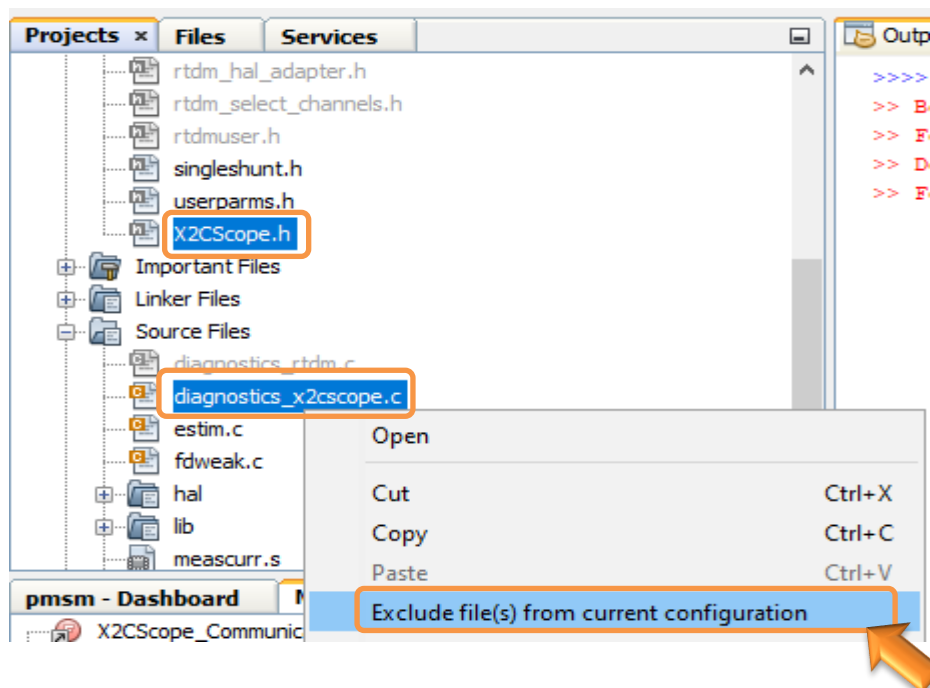 Projects × Files Services
rtdm_hal_adapter.h
rtdm_select_channels.h
rtdmuser.h
singleshunt.h
userparms.h
X2CScope.h
Important Files
Linker Files
Source Files
diagnostics_rtdm.c
diagnostics_x2cscope.c
estim.c
fdweak.c
hal
lib
meascurr.s
pmsm - Dashboard
X2CScope_Communic
Open
Cut Ctrl+X
Copy Ctrl+C
Paste Ctrl+V
Exclude file(s) from current configuration
Outp
>>>>
>>
>>
>>
>>